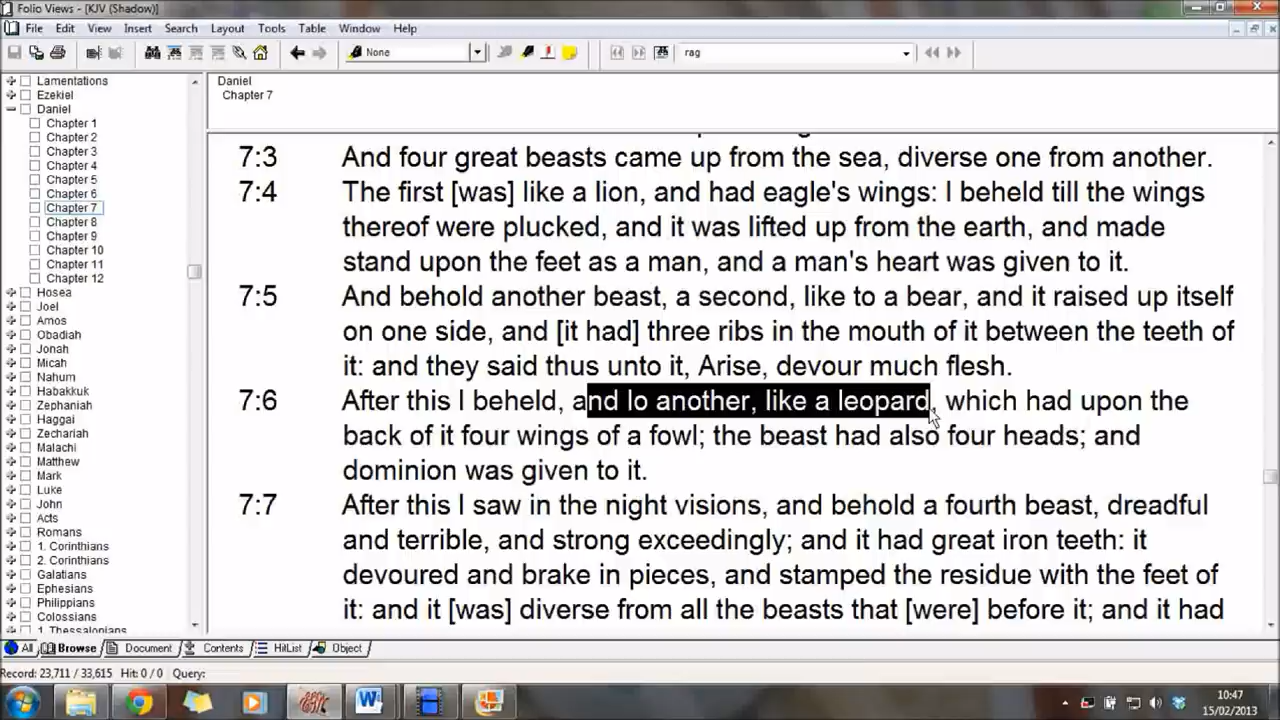 Folio Views - [KJV (Shadow)]
File Edit View Insert Search Layout Tools Table Window Help
None
rag
Lamentations
Ezekiel
Daniel
Chapter 1
Chapter 2
Chapter 3
Chapter 4
Chapter 5
Chapter 6
Chapter 7
Chapter 8
Chapter 9
Chapter 10
Chapter 11
Chapter 12
Hosea
Joel
Amos
Obadiah
Jonah
Micah
Nahum
Habakkuk
Zephaniah
Haggai
Zechariah
Malachi
Matthew
Mark
Luke
John
Acts
Romans
1. Corinthians
2. Corinthians
Galatians
Ephesians
Philippians
Colossians
1. Thessalonians
Daniel
Chapter 7
7:3 And four great beasts came up from the sea, diverse one from another.
7:4 The first [was] like a lion, and had eagle's wings: I beheld till the wings
thereof were plucked, and it was lifted up from the earth, and made
stand upon the feet as a man, and a man's heart was given to it.
7:5 And behold another beast, a second, like to a bear, and it raised up itself
on one side, and [it had] three ribs in the mouth of it between the teeth of
it: and they said thus unto it, Arise, devour much flesh.
7:6 After this I beheld, and lo another, like a leopard, which had upon the
back of it four wings of a fowl; the beast had also four heads; and
dominion was given to it.
7:7 After this I saw in the night visions, and behold a fourth beast, dreadful
and terrible, and strong exceedingly; and it had great iron teeth: it
devoured and brake in pieces, and stamped the residue with the feet of
it: and it [was] diverse from all the beasts that [were] before it; and it had
All Browse Document Contents HitList Object
Record: 23,711 / 33,615 Hit: 0 / 0 Query:
10:47
15/02/2013